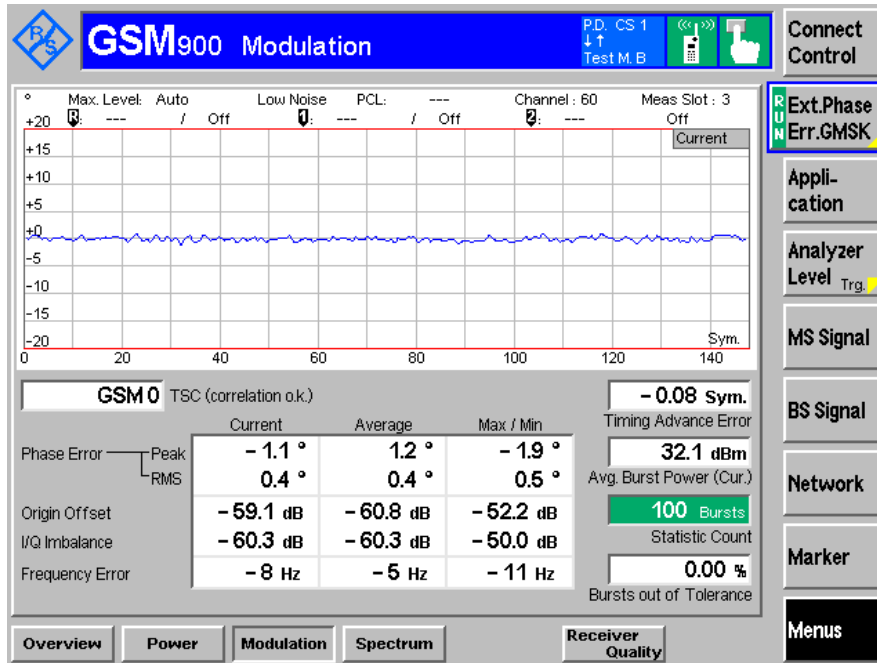 R&S
GSM900 Modulation
P.D. CS 1
↓↑
Test M. B
Connect
Control
° Max. Level: Auto Low Noise PCL: --- Channel : 60 Meas Slot : 3
R: --- / Off 1: --- / Off 2: --- Off
Current
+20
+15
+10
+5
+0
-5
-10
-15
-20
Sym.
0 20 40 60 80 100 120 140
RUN
Ext.Phase
Err.GMSK
Appli-
cation
Analyzer
Level Trg.
MS Signal
BS Signal
Network
Marker
Menus
GSM 0 TSC (correlation o.k.)
Current Average Max / Min
Phase Error Peak - 1.1 ° 1.2 ° - 1.9 °
RMS 0.4 ° 0.4 ° 0.5 °
Origin Offset - 59.1 dB - 60.8 dB - 52.2 dB
I/Q Imbalance - 60.3 dB - 60.3 dB - 50.0 dB
Frequency Error - 8 Hz - 5 Hz - 11 Hz
- 0.08 Sym.
Timing Advance Error
32.1 dBm
Avg. Burst Power (Cur.)
100 Bursts
Statistic Count
0.00 %
Bursts out of Tolerance
Overview Power Modulation Spectrum Receiver
Quality